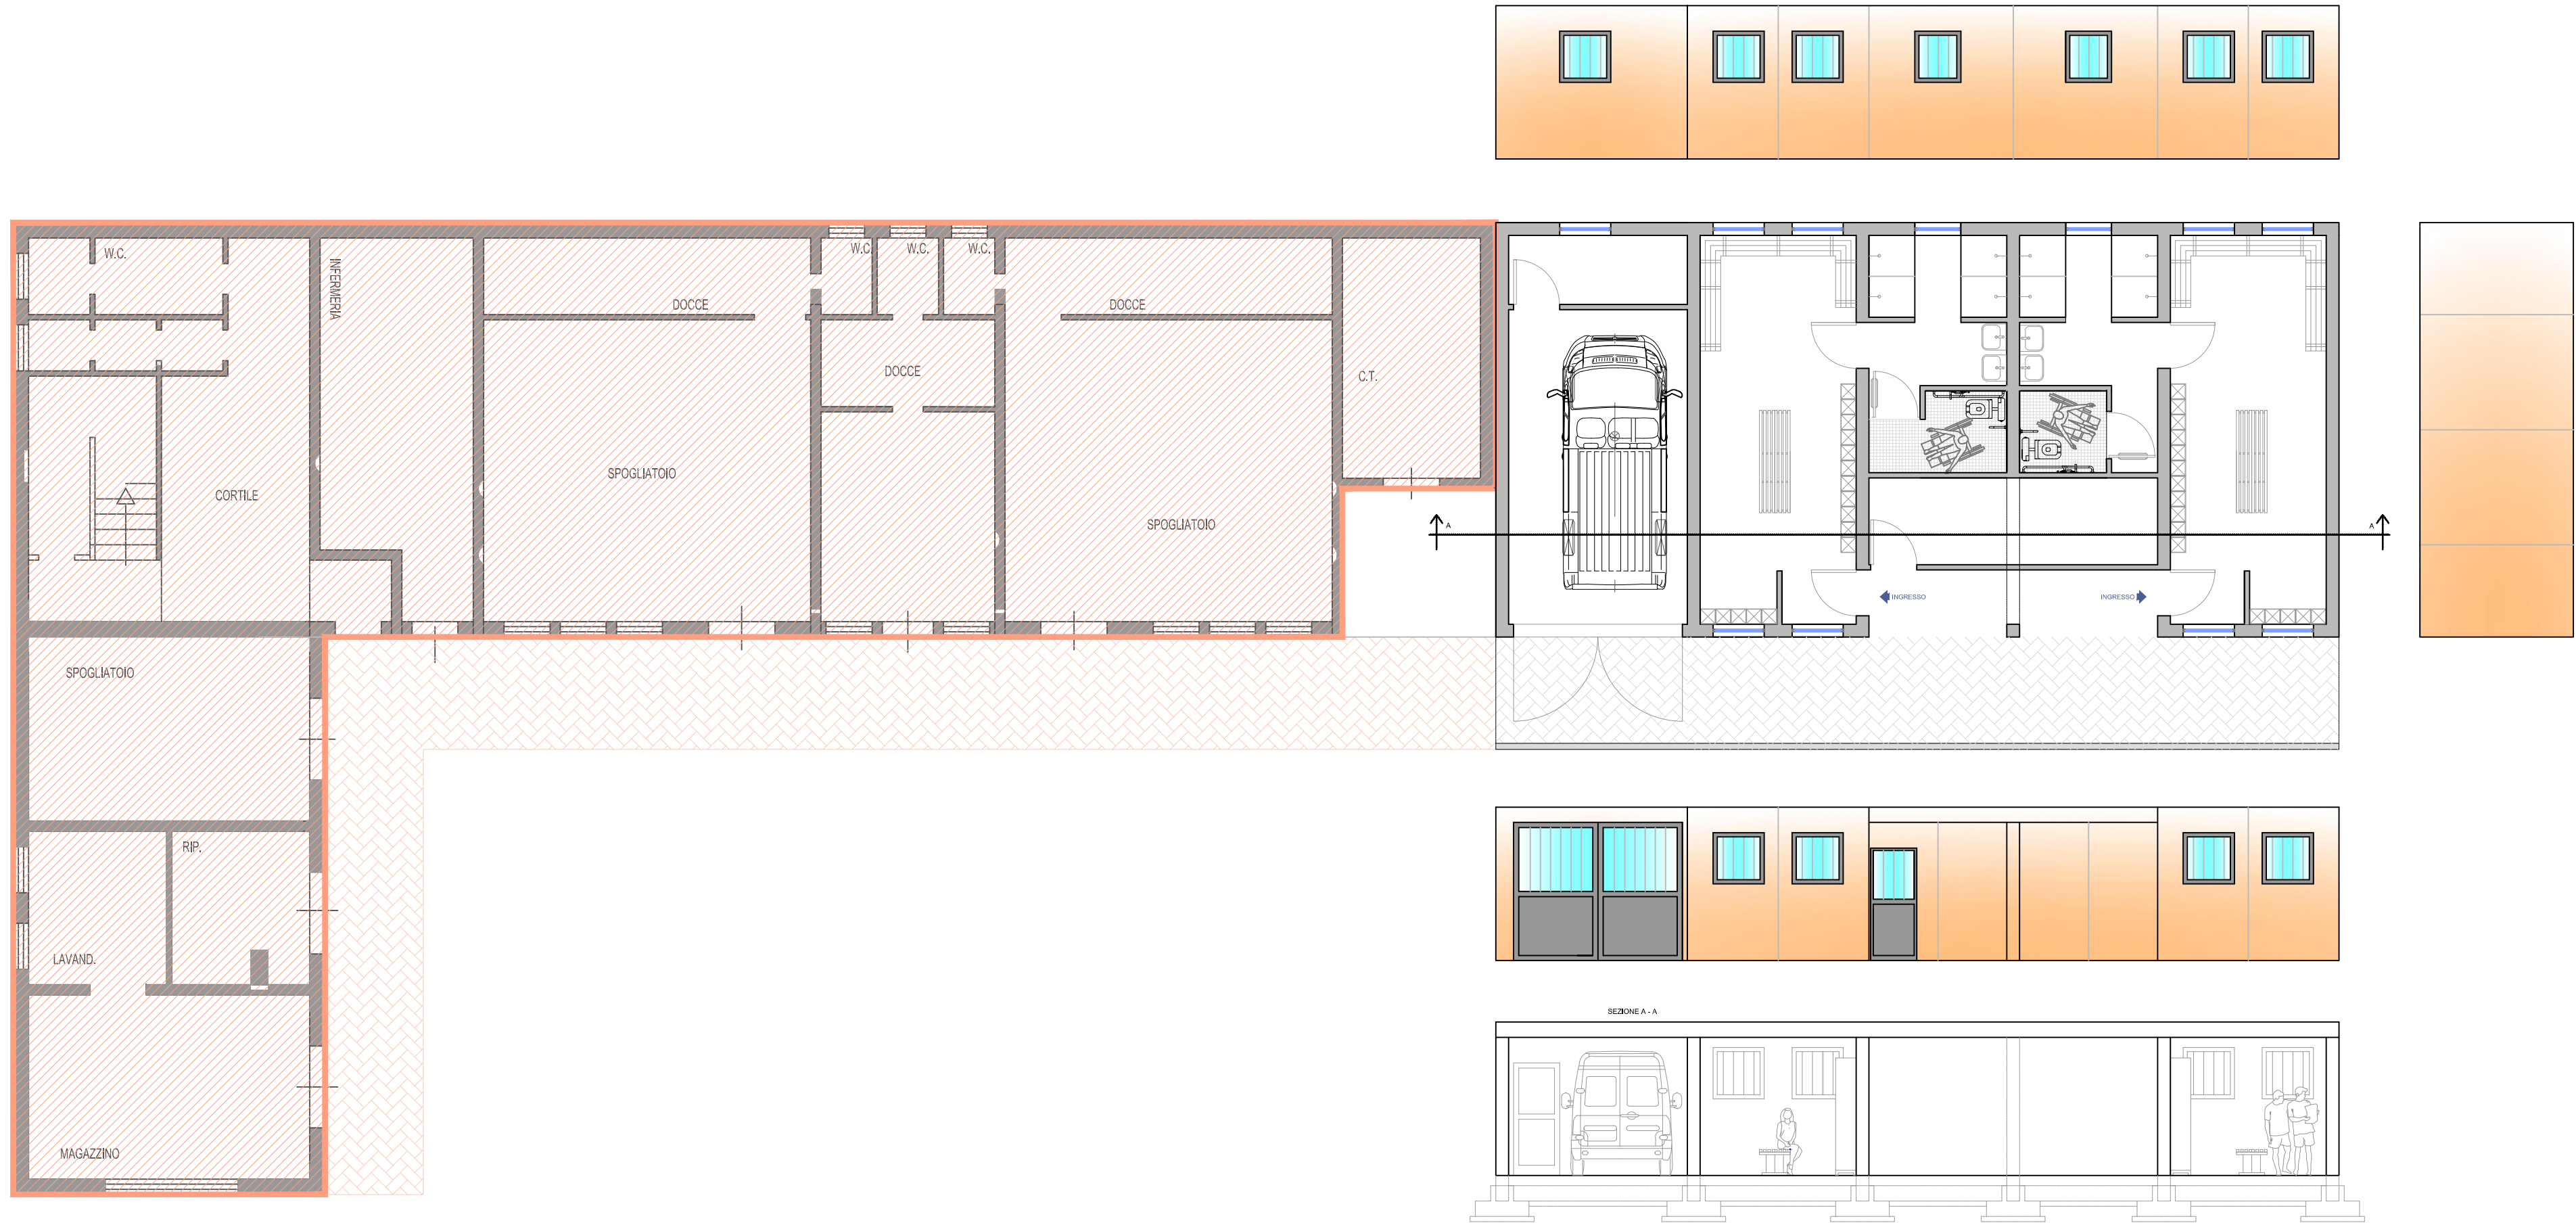 W.C.
INFERMERIA
W.C.
W.C.
W.C.
DOCCE
DOCCE
DOCCE
C.T.
SPOGLIATOIO
CORTILE
SPOGLIATOIO
A
A
INGRESSO
INGRESSO
SPOGLIATOIO
RIP.
LAVAND.
MAGAZZINO
SEZIONE A - A